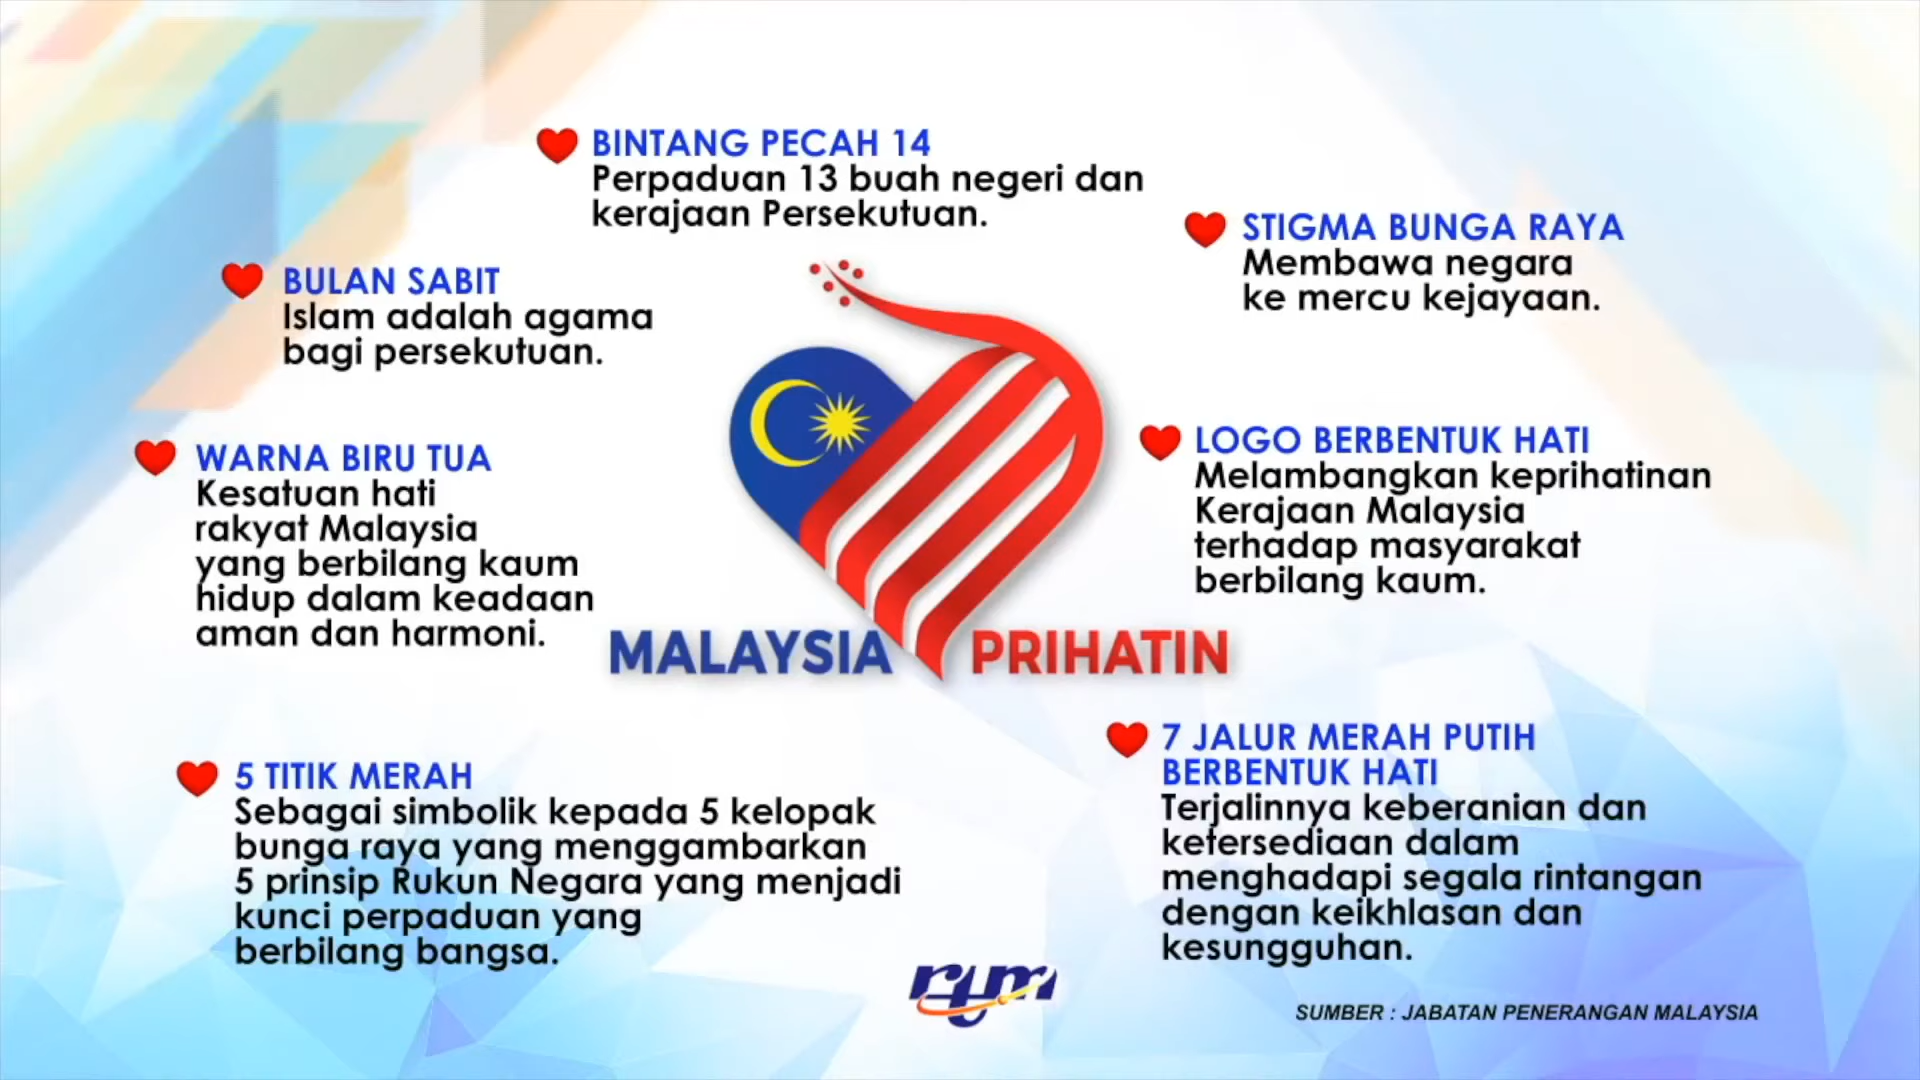 BINTANG PECAH 14
Perpaduan 13 buah negeri dan
kerajaan Persekutuan.
STIGMA BUNGA RAYA
Membawa negara
ke mercu kejayaan.
BULAN SABIT
Islam adalah agama
bagi persekutuan.
LOGO BERBENTUK HATI
Melambangkan keprihatinan
Kerajaan Malaysia
terhadap masyarakat
berbilang kaum.
WARNA BIRU TUA
Kesatuan hati
rakyat Malaysia
yang berbilang kaum
hidup dalam keadaan
aman dan harmoni.
MALAYSIA PRIHATIN
7 JALUR MERAH PUTIH
BERBENTUK HATI
Terjalinnya keberanian dan
ketersediaan dalam
menghadapi segala rintangan
dengan keikhlasan dan
kesungguhan.
5 TITIK MERAH
Sebagai simbolik kepada 5 kelopak
bunga raya yang menggambarkan
5 prinsip Rukun Negara yang menjadi
kunci perpaduan yang
berbilang bangsa.
rtm
SUMBER : JABATAN PENERANGAN MALAYSIA